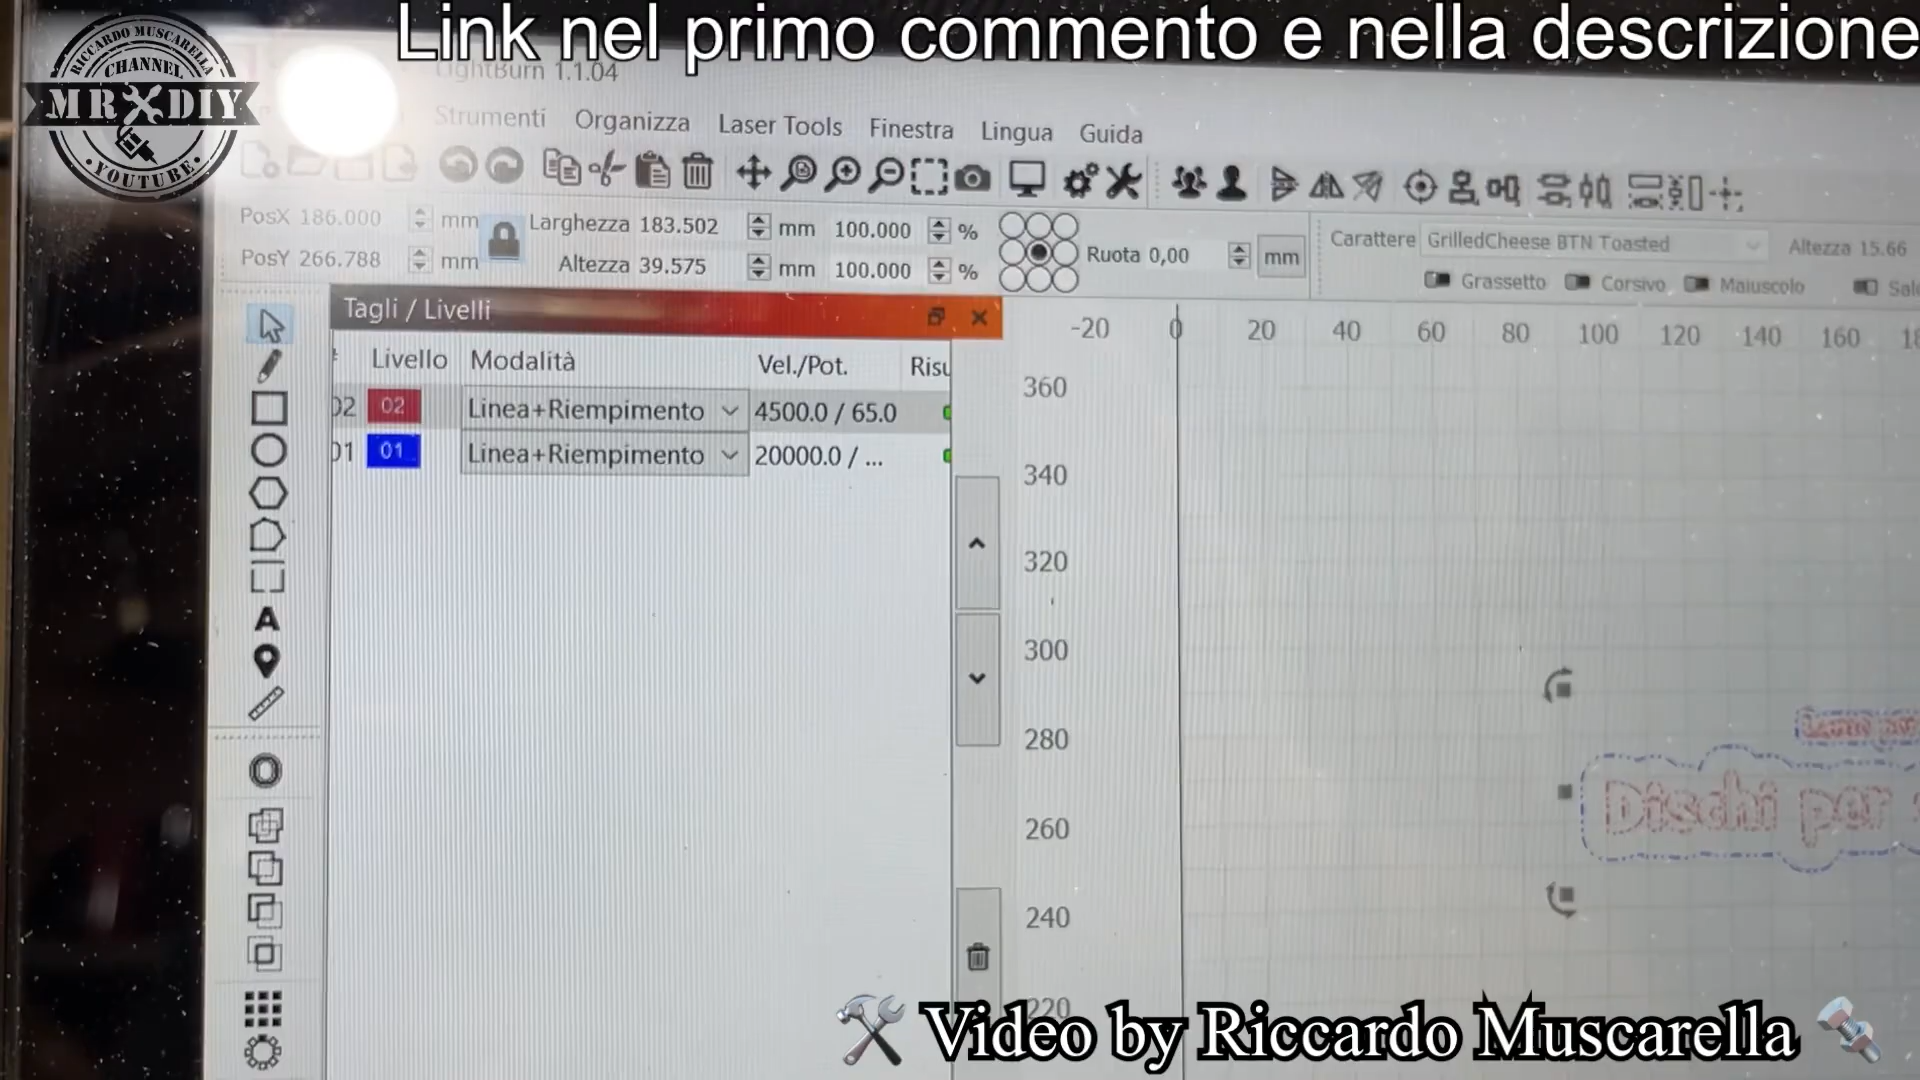 Link nel primo commento e nella descrizione
RICCARDO MUSCARELLA
CHANNEL
MR DIY
YOUTUBE
LightBurn 1.1.04
Strumenti Organizza Laser Tools Finestra Lingua Guida
PosX 186.000 mm Larghezza 183.502 mm 100.000 %
PosY 266.788 mm Altezza 39.575 mm 100.000 %
Ruota 0,00 mm
Carattere GrilledCheese BTN Toasted Altezza 15.66
Grassetto Corsivo Maiuscolo
Tagli / Livelli
Livello Modalità Vel./Pot.
02 02 Linea+Riempimento 4500.0 / 65.0
01 01 Linea+Riempimento 20000.0 / ...
-20 0 20 40 60 80 100 120 140 160
360
340
320
300
280
260
240
220
A
Dischi per
Video by Riccardo Muscarella